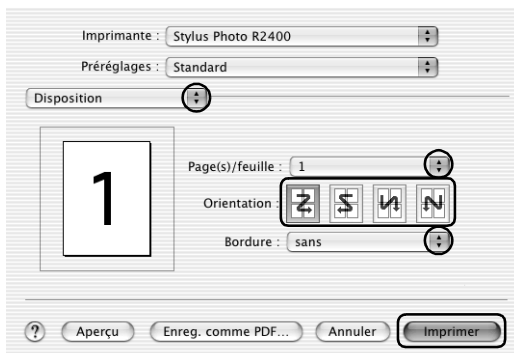 Imprimante : Stylus Photo R2400
Préréglages : Standard
Disposition
1
Page(s)/feuille : 1
Orientation :
Bordure : sans
? Aperçu Enreg. comme PDF... Annuler Imprimer